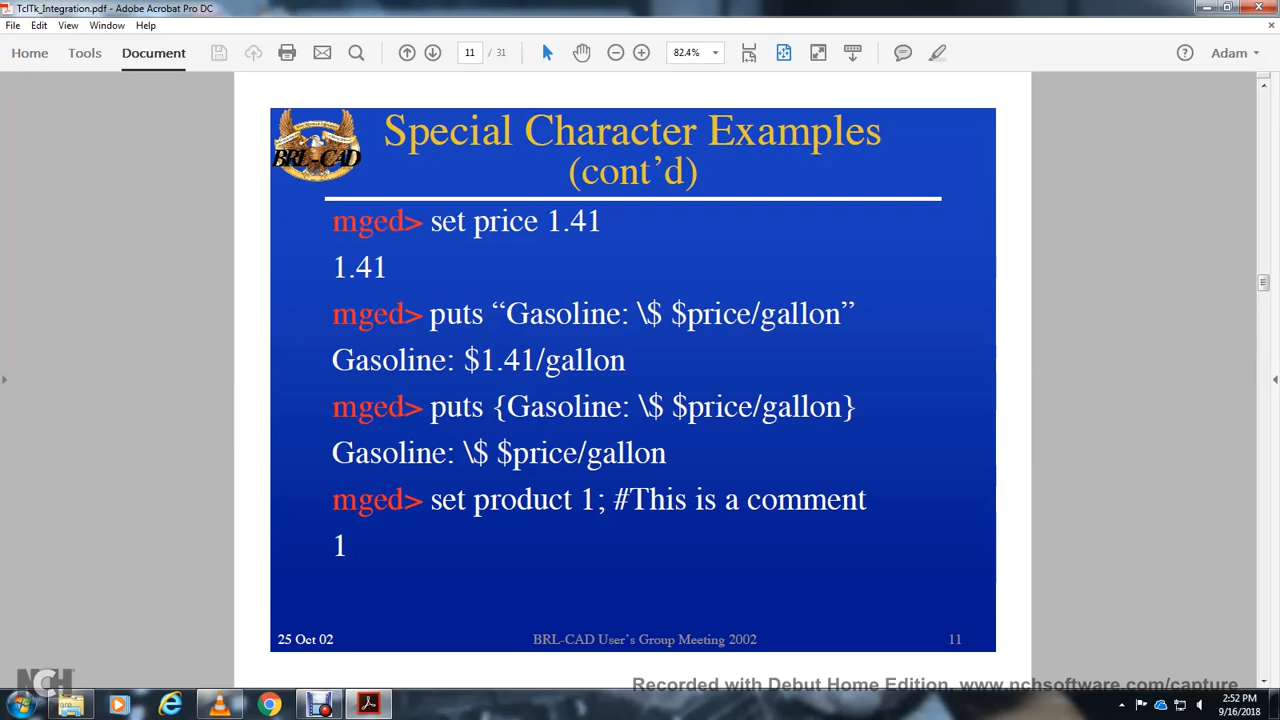 TclTk_Integration.pdf - Adobe Acrobat Pro DC
File Edit View Window Help
Home Tools Document 11 / 31 82.4% Adam
BRL-CAD
Special Character Examples
(cont’d)
mged> set price 1.41
1.41
mged> puts “Gasoline: \$ $price/gallon”
Gasoline: $1.41/gallon
mged> puts {Gasoline: \$ $price/gallon}
Gasoline: \$ $price/gallon
mged> set product 1; #This is a comment
1
25 Oct 02 BRL-CAD User’s Group Meeting 2002 11
NCH
Recorded with Debut Home Edition. www.nchsoftware.com/capture
2:52 PM
9/16/2018